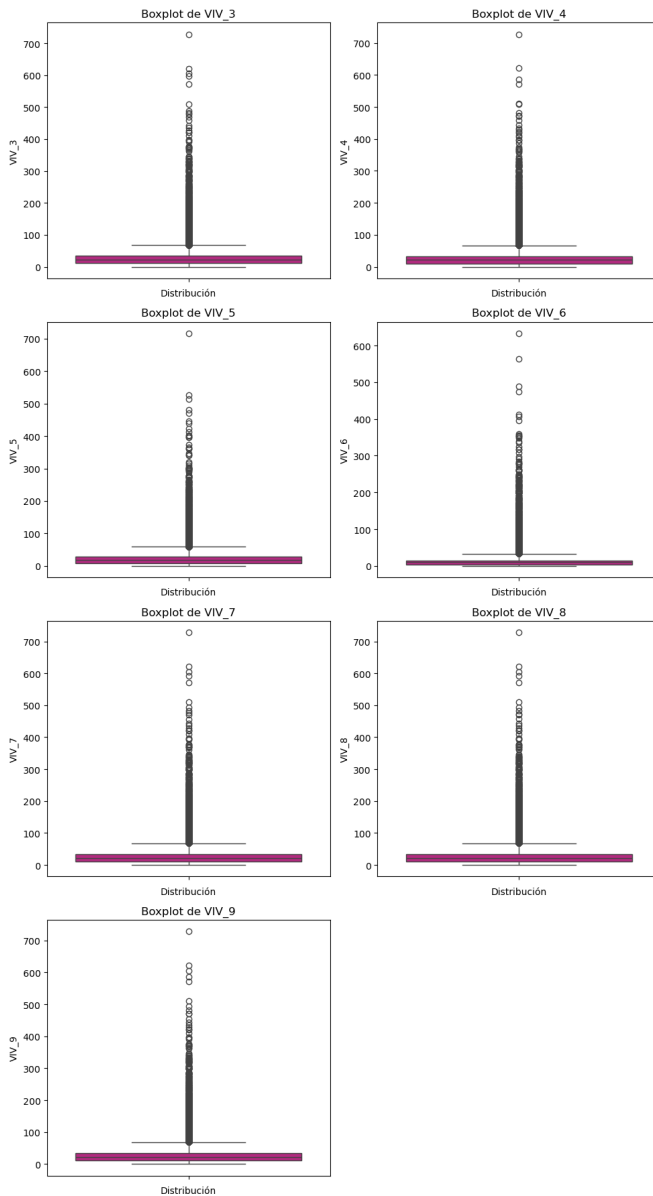 Boxplot de VIV_3
700
600
500
400
300
200
100
0
VIV_3
Distribución
Boxplot de VIV_4
700
600
500
400
300
200
100
0
VIV_4
Distribución
Boxplot de VIV_5
700
600
500
400
300
200
100
0
VIV_5
Distribución
Boxplot de VIV_6
600
500
400
300
200
100
0
VIV_6
Distribución
Boxplot de VIV_7
700
600
500
400
300
200
100
0
VIV_7
Distribución
Boxplot de VIV_8
700
600
500
400
300
200
100
0
VIV_8
Distribución
Boxplot de VIV_9
700
600
500
400
300
200
100
0
VIV_9
Distribución